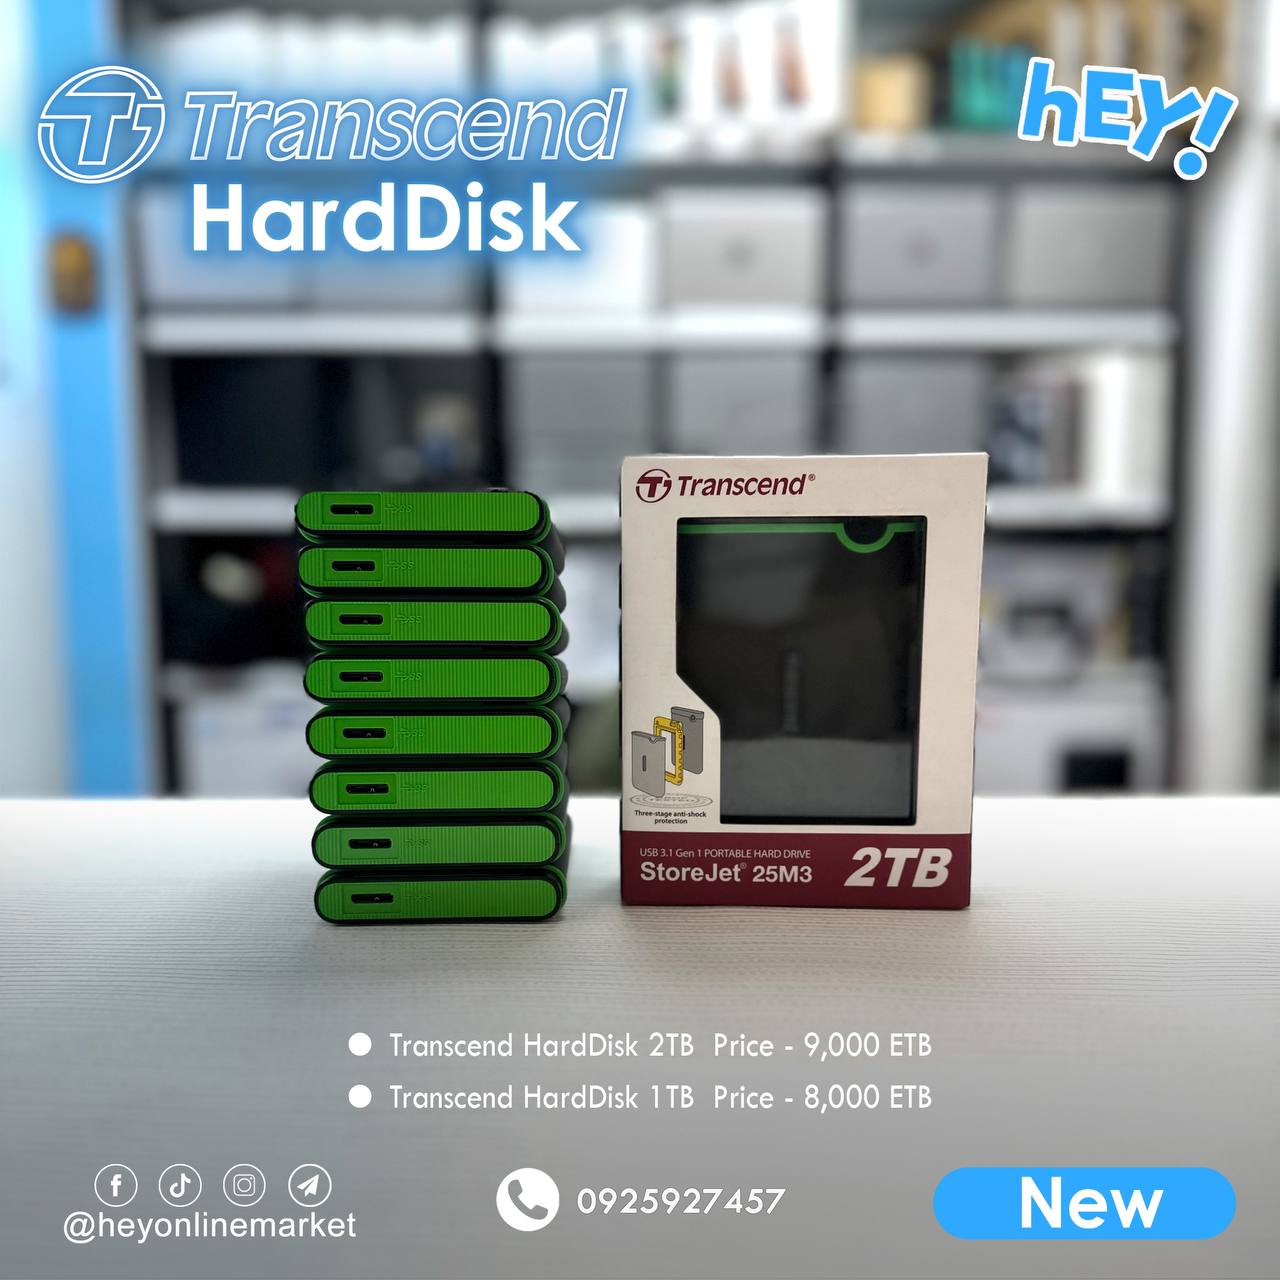 Transcend
HardDisk
hEY!
Transcend®
Three-stage anti-shock
protection
USB 3.1 Gen 1 PORTABLE HARD DRIVE
StoreJet® 25M3
2TB
Transcend HardDisk 2TB Price - 9,000 ETB
Transcend HardDisk 1TB Price - 8,000 ETB
@heyonlinemarket
0925927457
New